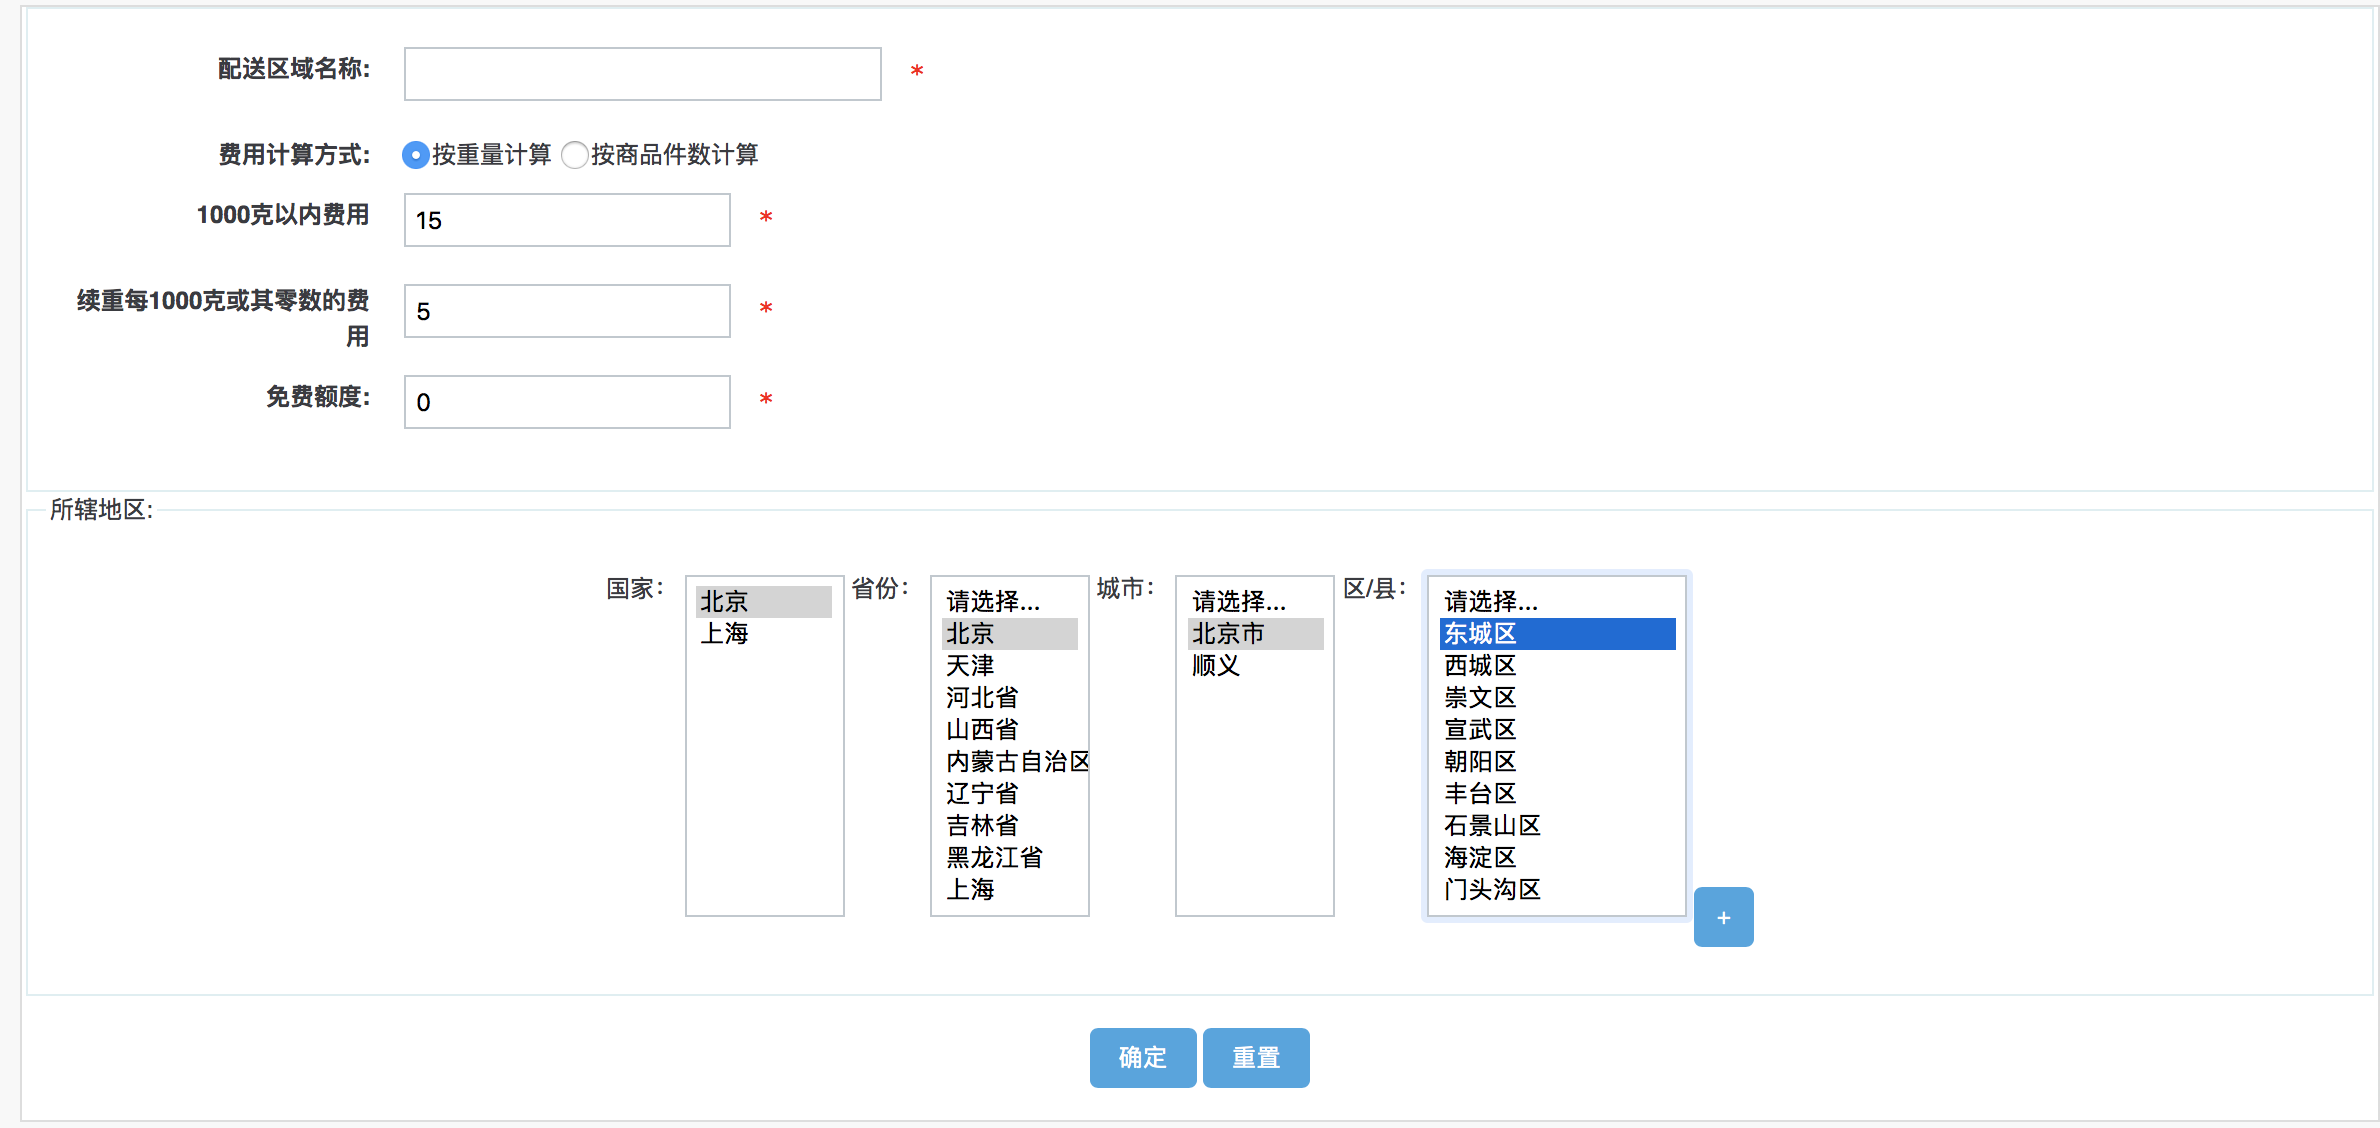 配送区域名称:
*
费用计算方式:
按重量计算
按商品件数计算
1000克以内费用
15
*
续重每1000克或其零数的费
用
5
*
免费额度:
0
*
所辖地区:
国家：
北京
上海
省份：
请选择...
北京
天津
河北省
山西省
内蒙古自治区
辽宁省
吉林省
黑龙江省
上海
城市：
请选择...
北京市
顺义
区/县：
请选择...
东城区
西城区
崇文区
宣武区
朝阳区
丰台区
石景山区
海淀区
门头沟区
+
确定
重置